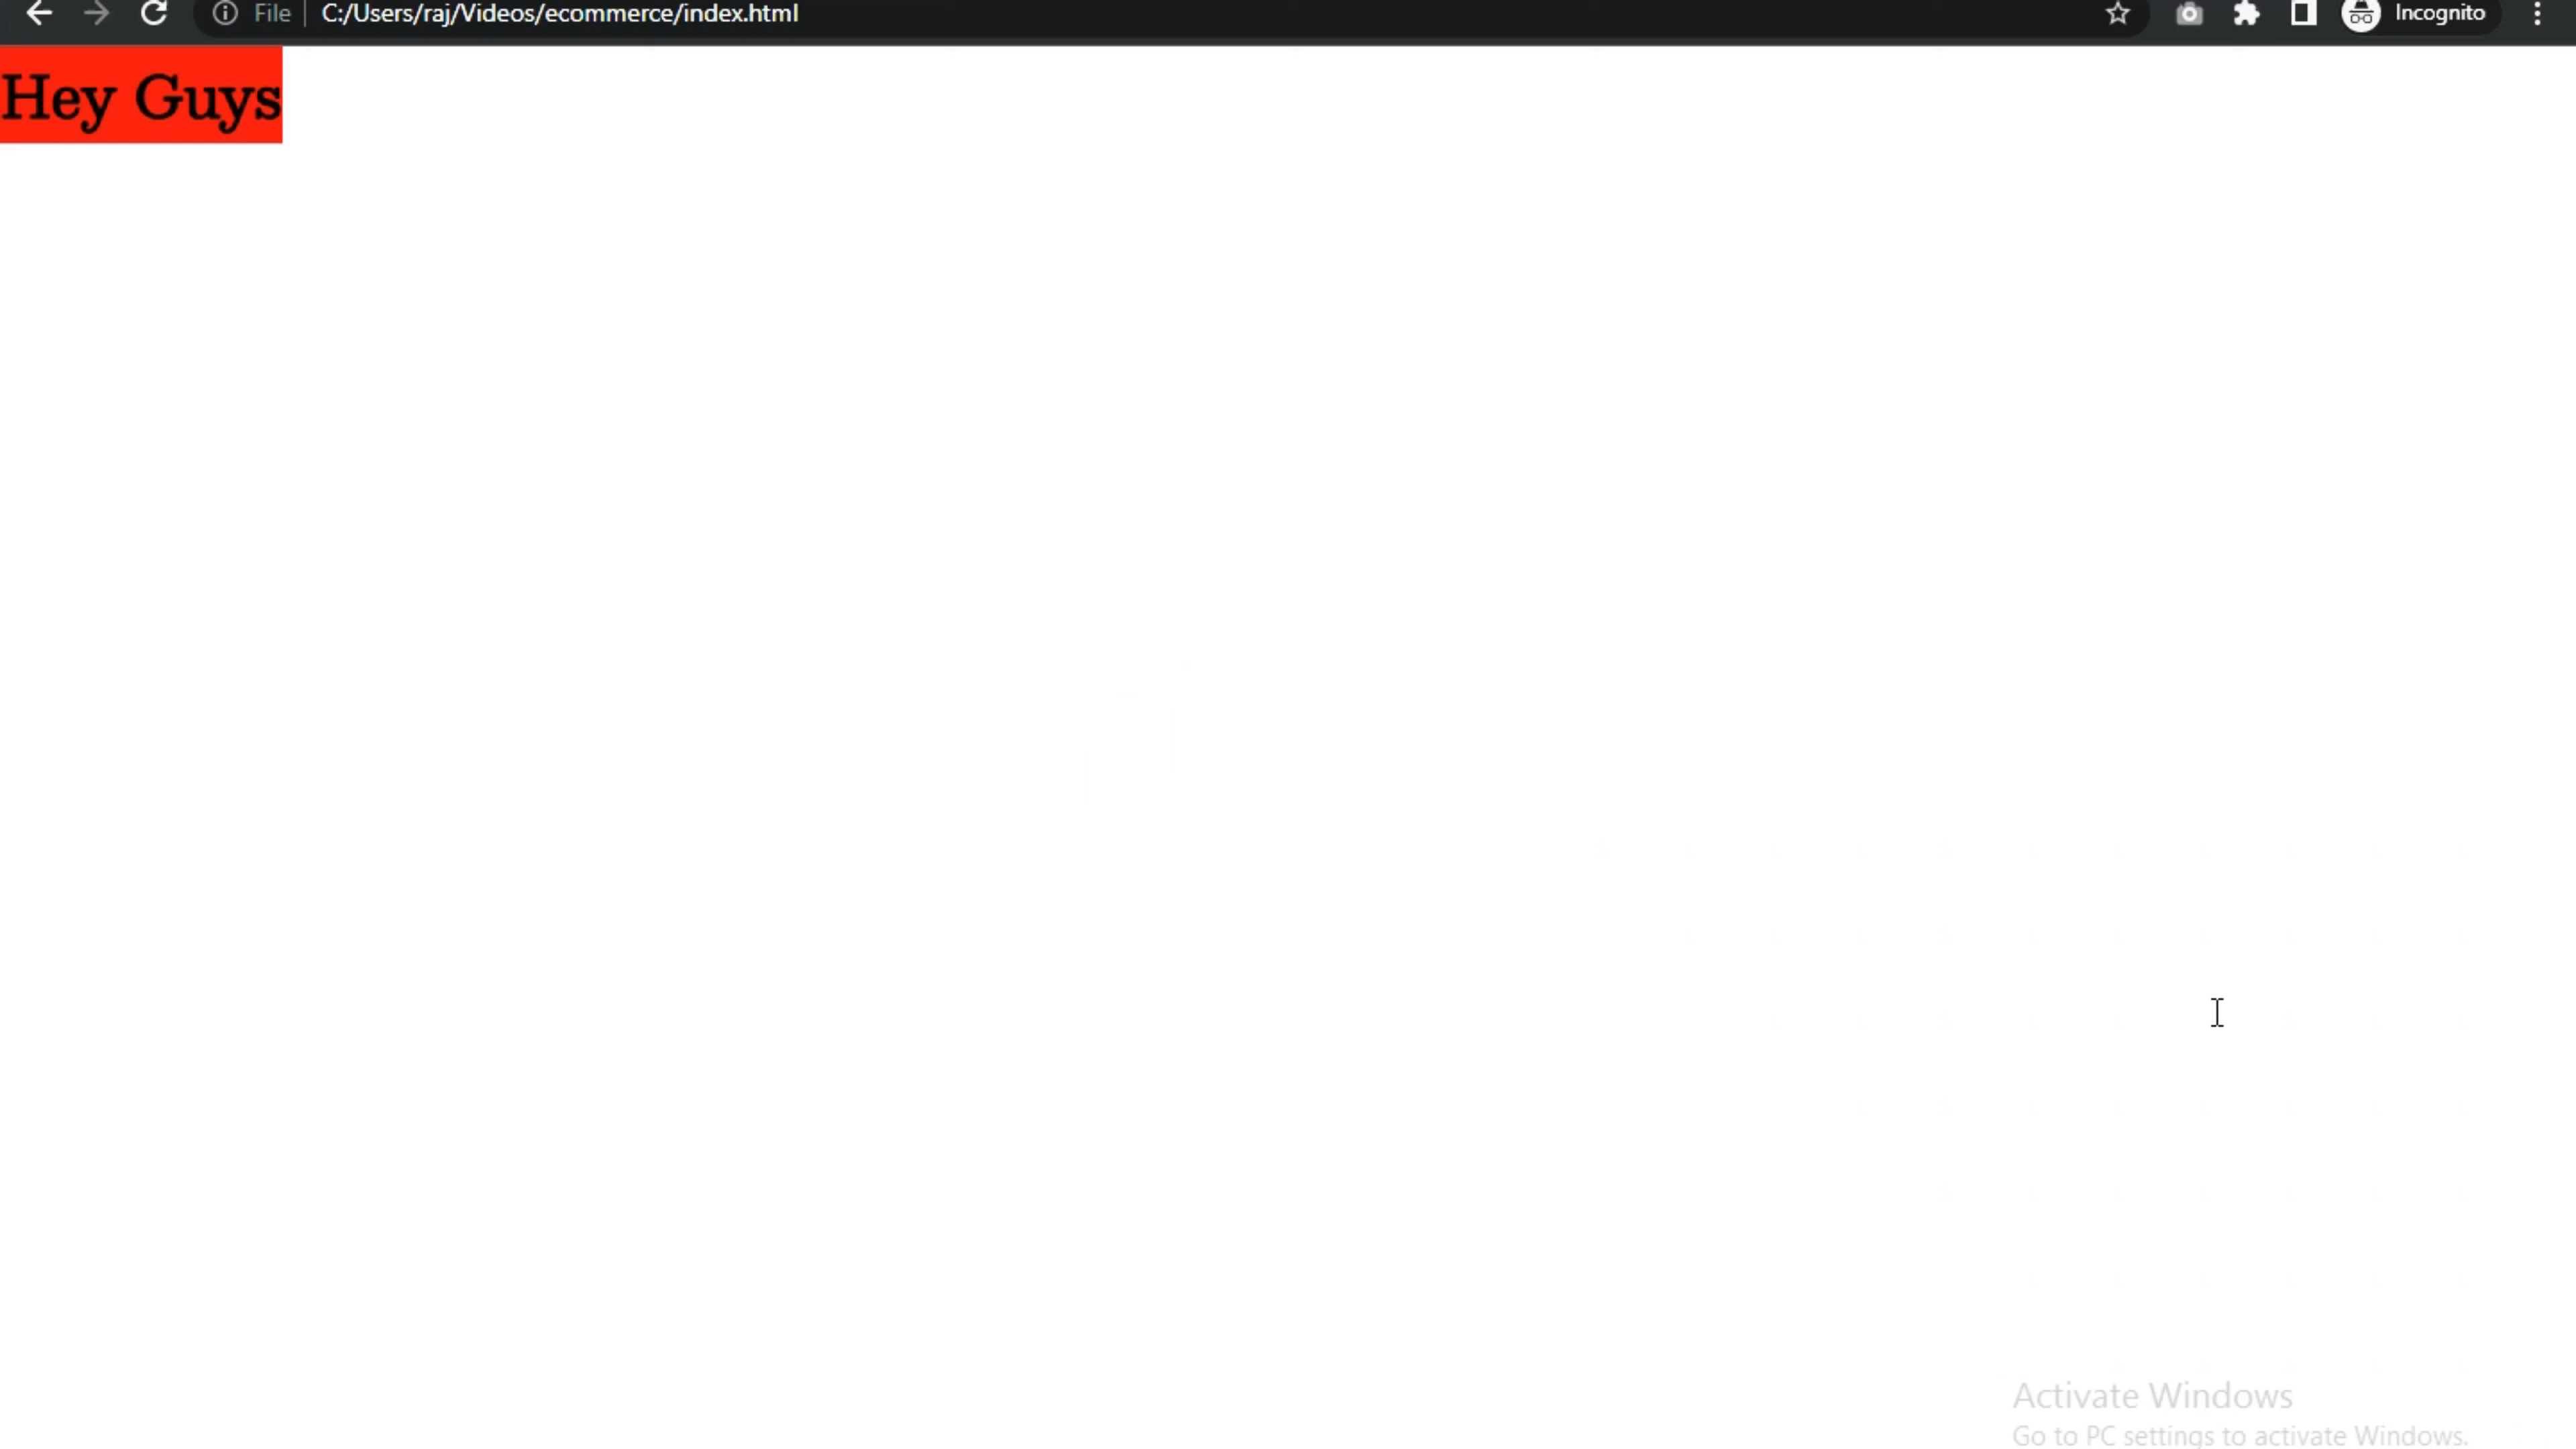 File C:/Users/raj/Videos/ecommerce/index.html Incognito
Hey Guys
Activate Windows
Go to PC settings to activate Windows.